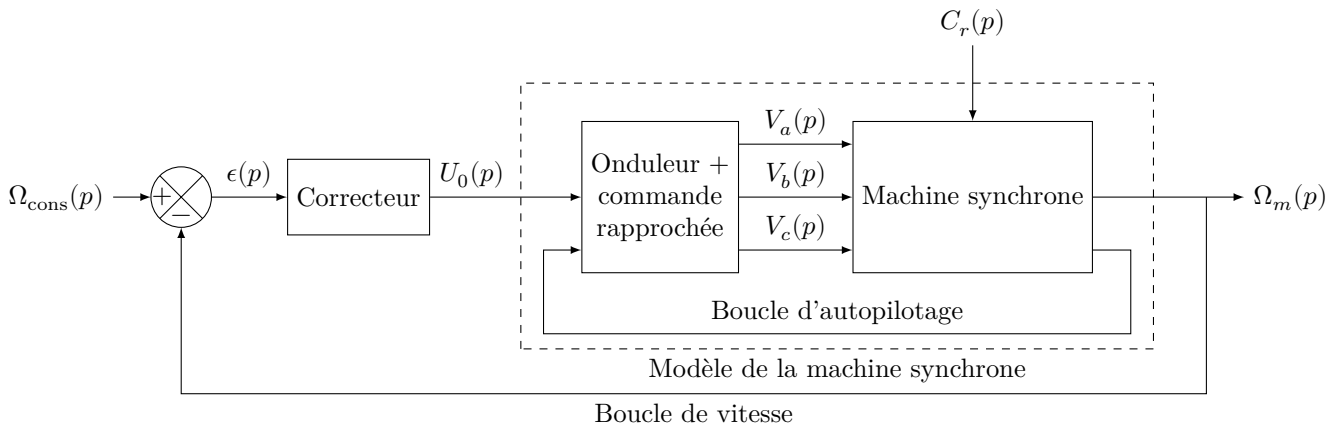 C_r(p)
V_a(p)
Onduleur +
commande
rapprochée
V_b(p)
V_c(p)
Machine synchrone
Ω_cons(p)
+
−
ϵ(p)
Correcteur
U_0(p)
Ω_m(p)
Boucle d'autopilotage
Modèle de la machine synchrone
Boucle de vitesse